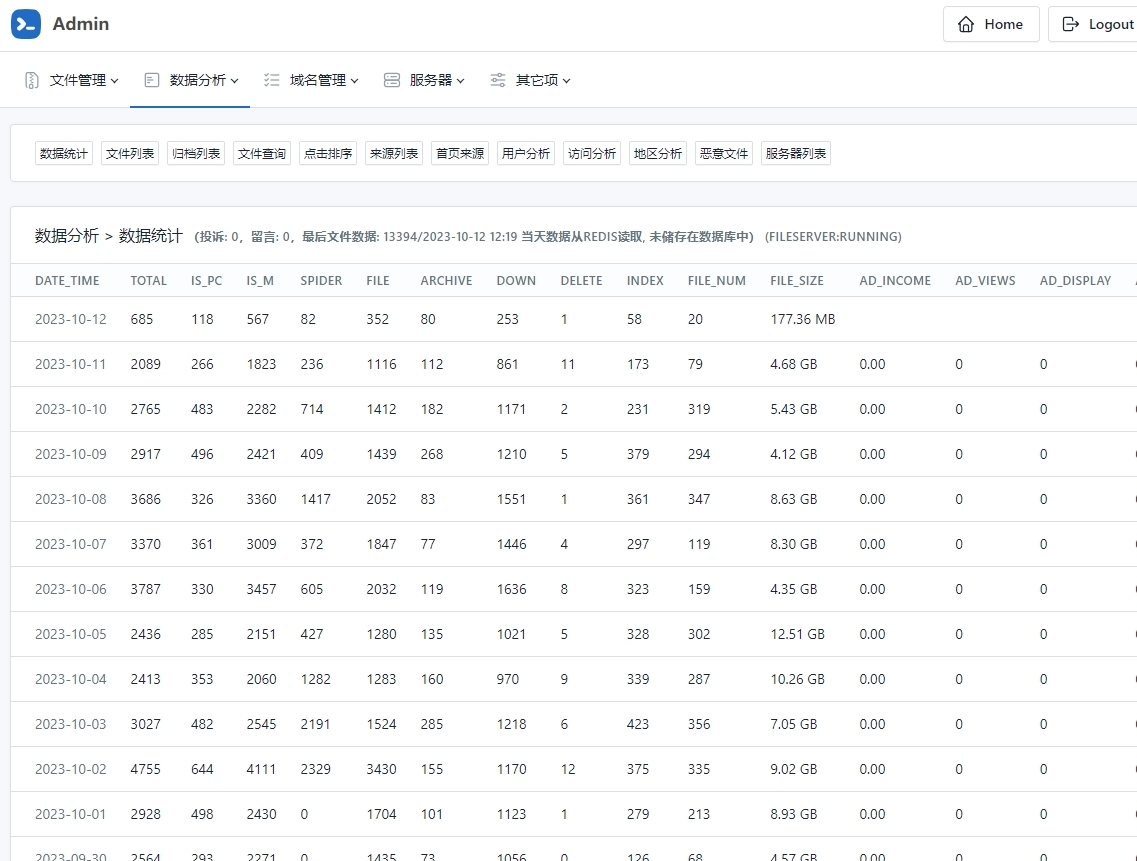 Admin
Home
Logout
文件管理
数据分析
域名管理
服务器
其它项
数据统计 文件列表 归档列表 文件查询 点击排序 来源列表 首页来源 用户分析 访问分析 地区分析 恶意文件 服务器列表
数据分析 > 数据统计 (投诉: 0, 留言: 0, 最后文件数据: 13394/2023-10-12 12:19 当天数据从REDIS读取, 未储存在数据库中) (FILESERVER:RUNNING)
DATE_TIME TOTAL IS_PC IS_M SPIDER FILE ARCHIVE DOWN DELETE INDEX FILE_NUM FILE_SIZE AD_INCOME AD_VIEWS AD_DISPLAY
2023-10-12 685 118 567 82 352 80 253 1 58 20 177.36 MB
2023-10-11 2089 266 1823 236 1116 112 861 11 173 79 4.68 GB 0.00 0 0
2023-10-10 2765 483 2282 714 1412 182 1171 2 231 319 5.43 GB 0.00 0 0
2023-10-09 2917 496 2421 409 1439 268 1210 5 379 294 4.12 GB 0.00 0 0
2023-10-08 3686 326 3360 1417 2052 83 1551 1 361 347 8.63 GB 0.00 0 0
2023-10-07 3370 361 3009 372 1847 77 1446 4 297 119 8.30 GB 0.00 0 0
2023-10-06 3787 330 3457 605 2032 119 1636 8 323 159 4.35 GB 0.00 0 0
2023-10-05 2436 285 2151 427 1280 135 1021 5 328 302 12.51 GB 0.00 0 0
2023-10-04 2413 353 2060 1282 1283 160 970 9 339 287 10.26 GB 0.00 0 0
2023-10-03 3027 482 2545 2191 1524 285 1218 6 423 356 7.05 GB 0.00 0 0
2023-10-02 4755 644 4111 2329 3430 155 1170 12 375 335 9.02 GB 0.00 0 0
2023-10-01 2928 498 2430 0 1704 101 1123 1 279 213 8.93 GB 0.00 0 0
2023-09-30 2564 293 2271 0 1435 73 1056 0 126 68 4.57 GB 0.00 0 0